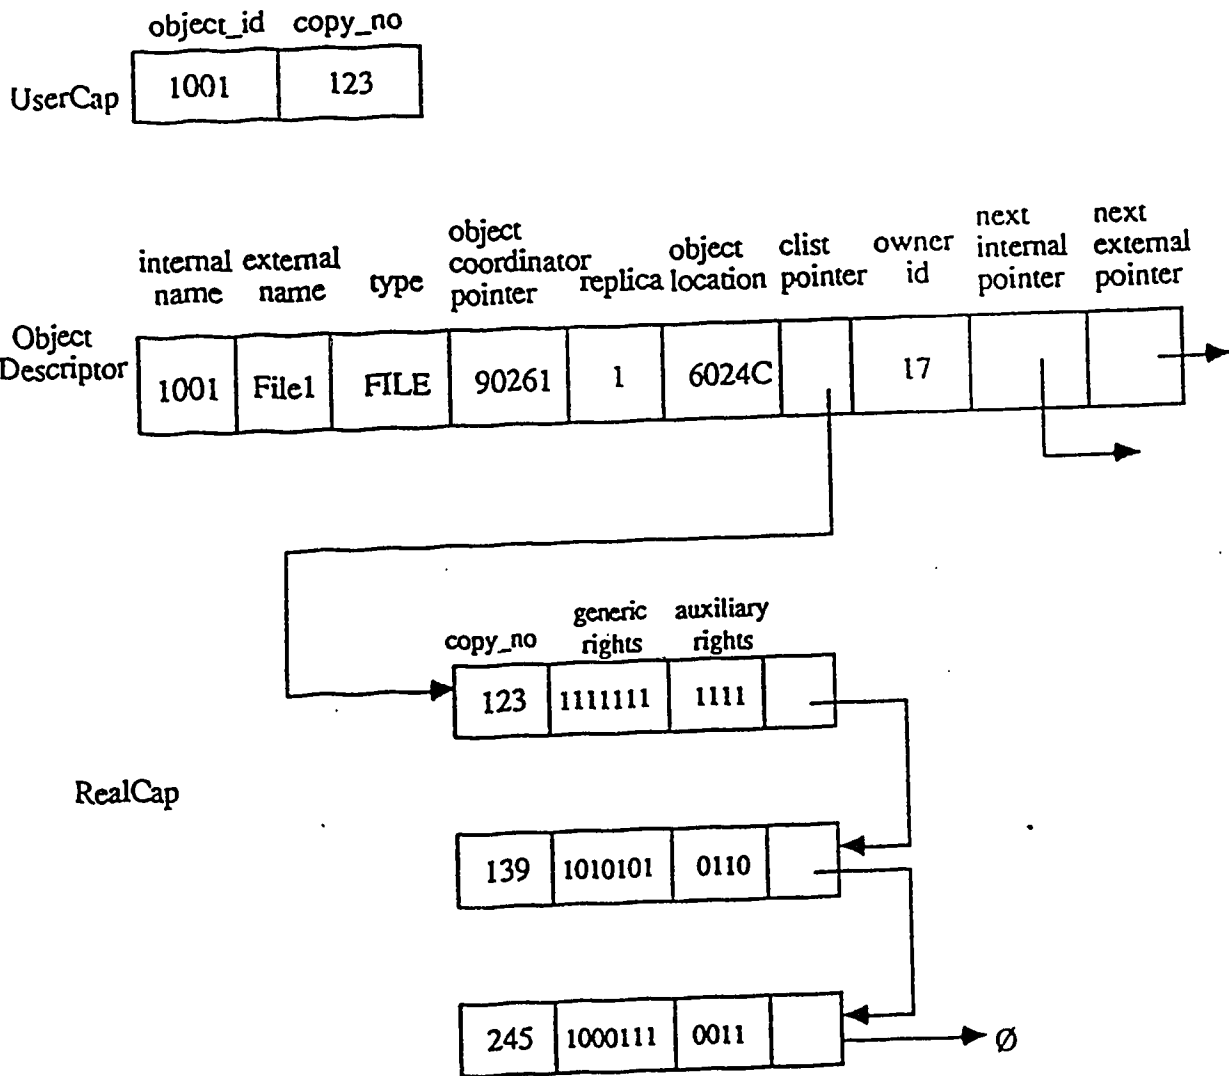 object_id copy_no
UserCap 1001 123
object next next
internal external type coordinator replica object clist owner internal external
name name pointer location pointer id pointer pointer
Object
Descriptor
1001 File1 FILE 90261 1 6024C 17
generic auxiliary
copy_no rights rights
123 1111111 1111
RealCap
139 1010101 0110
245 1000111 0011 Ø